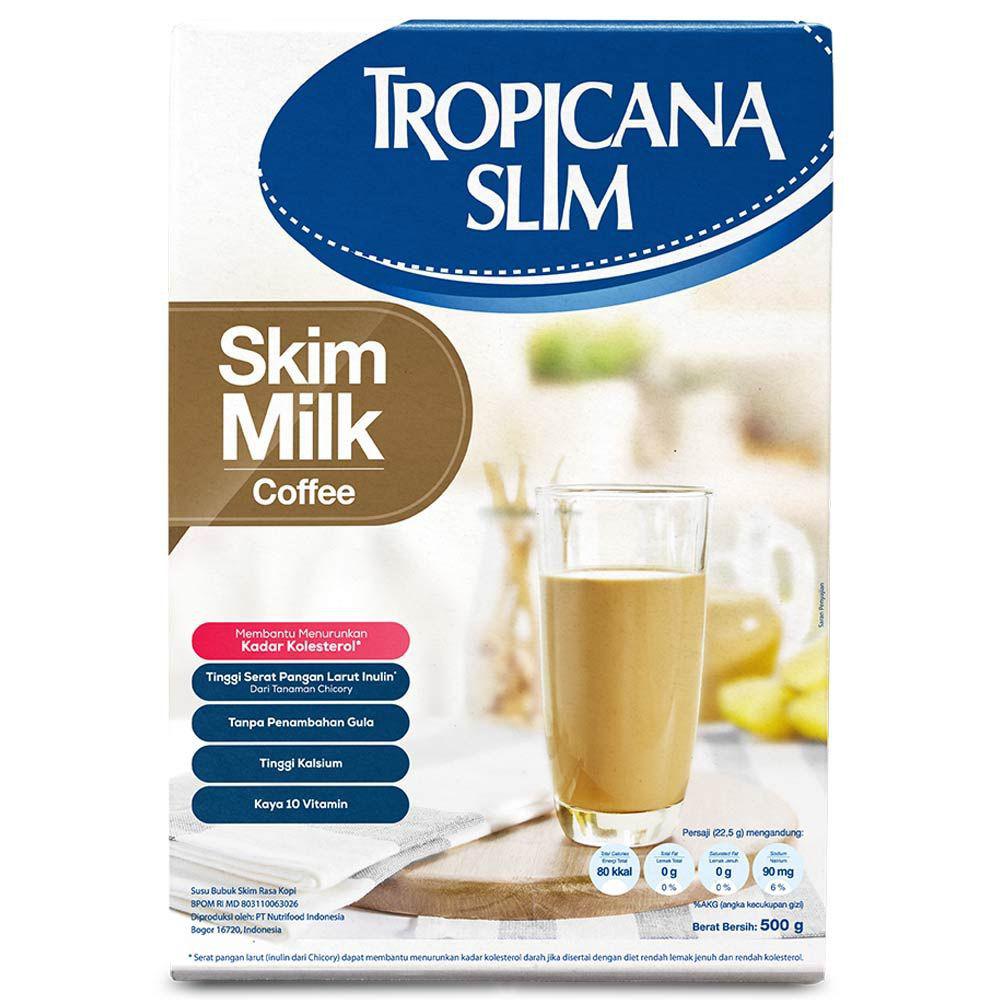 TROPICANA
SLIM
Skim
Milk
Coffee
Membantu Menurunkan
Kadar Kolesterol*
Tinggi Serat Pangan Larut Inulin*
Dari Tanaman Chicory
Tanpa Penambahan Gula
Tinggi Kalsium
Kaya 10 Vitamin
Saran Penyajian
Persaji (22,5 g) mengandung:
Total Calories
Energi Total
80 kkal
Total Fat
Lemak Total
0 g
0 %
Saturated Fat
Lemak Jenuh
0 g
0 %
Sodium
Natrium
90 mg
6 %
%AKG (angka kecukupan gizi)
Berat Bersih: 500 g
Susu Bubuk Skim Rasa Kopi
BPOM RI MD 803110063026
Diproduksi oleh: PT Nutrifood Indonesia
Bogor 16720, Indonesia
* Serat pangan larut (inulin dari Chicory) dapat membantu menurunkan kadar kolesterol darah jika disertai dengan diet rendah lemak jenuh dan rendah kolesterol.